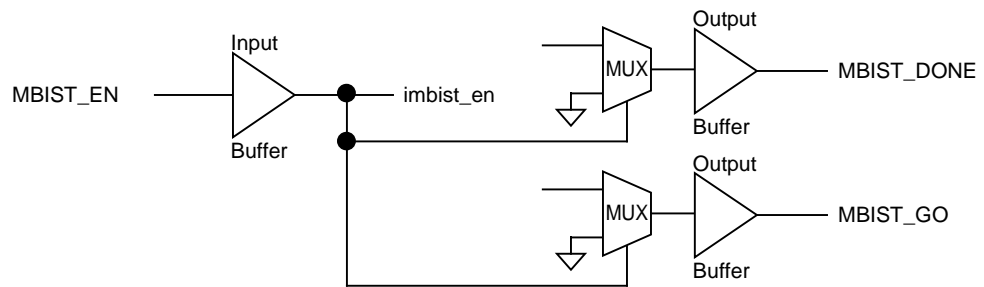 Input
MBIST_EN
imbist_en
Buffer
Output
MUX
MBIST_DONE
Buffer
Output
MUX
MBIST_GO
Buffer